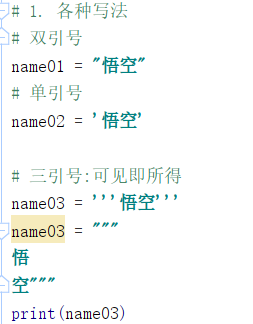 # 1. 各种写法
# 双引号
name01 = "悟空"
# 单引号
name02 = '悟空'
# 三引号:可见即所得
name03 = '''悟空'''
name03 = """
悟
空"""
print(name03)